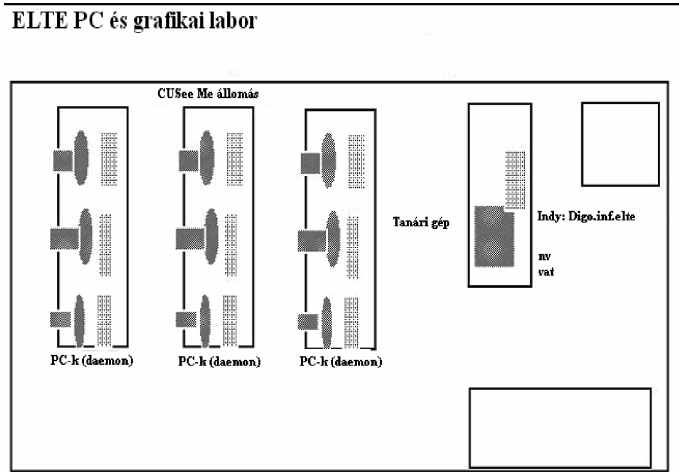 ELTE PC és grafikai labor
CUSee Me állomás
Tanári gép
Indy: Digo.inf.elte
nv
vat
PC-k (daemon)
PC-k (daemon)
PC-k (daemon)